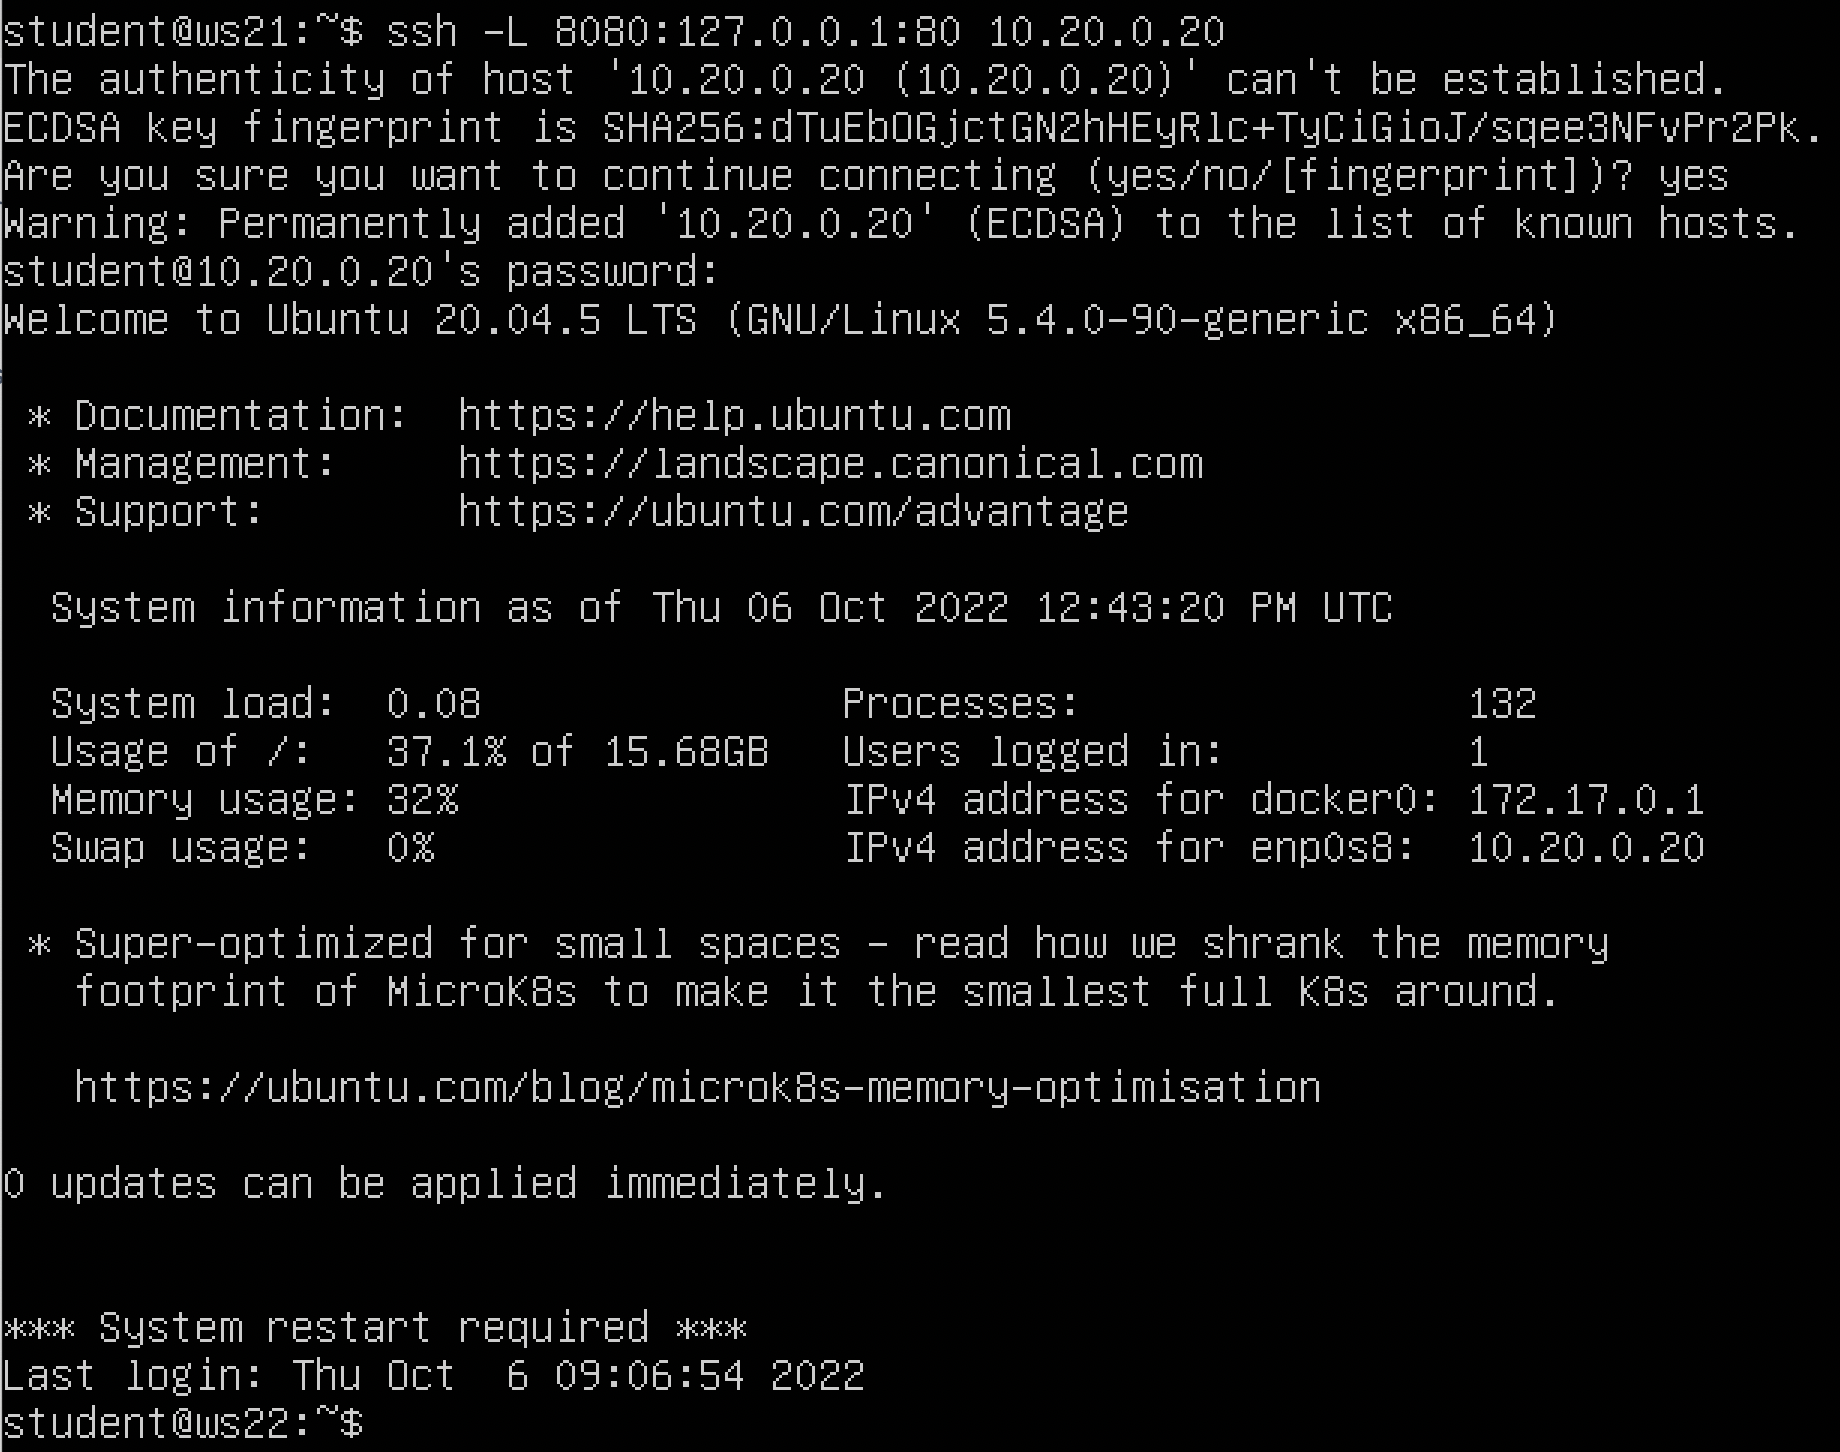 student@ws21:~$ ssh -L 8080:127.0.0.1:80 10.20.0.20
The authenticity of host '10.20.0.20 (10.20.0.20)' can't be established.
ECDSA key fingerprint is SHA256:dTuEbOGjctGN2hHEyRlc+TyCiGioJ/sqee3NFvPr2Pk.
Are you sure you want to continue connecting (yes/no/[fingerprint])? yes
Warning: Permanently added '10.20.0.20' (ECDSA) to the list of known hosts.
student@10.20.0.20's password:
Welcome to Ubuntu 20.04.5 LTS (GNU/Linux 5.4.0-90-generic x86_64)
* Documentation:  https://help.ubuntu.com
* Management:     https://landscape.canonical.com
* Support:        https://ubuntu.com/advantage
System information as of Thu 06 Oct 2022 12:43:20 PM UTC
System load:  0.08               Processes:                132
Usage of /:   37.1% of 15.68GB   Users logged in:          1
Memory usage: 32%                IPv4 address for docker0: 172.17.0.1
Swap usage:   0%                 IPv4 address for enp0s8:  10.20.0.20
* Super-optimized for small spaces - read how we shrank the memory
footprint of MicroK8s to make it the smallest full K8s around.
https://ubuntu.com/blog/microk8s-memory-optimisation
0 updates can be applied immediately.
*** System restart required ***
Last login: Thu Oct  6 09:06:54 2022
student@ws22:~$